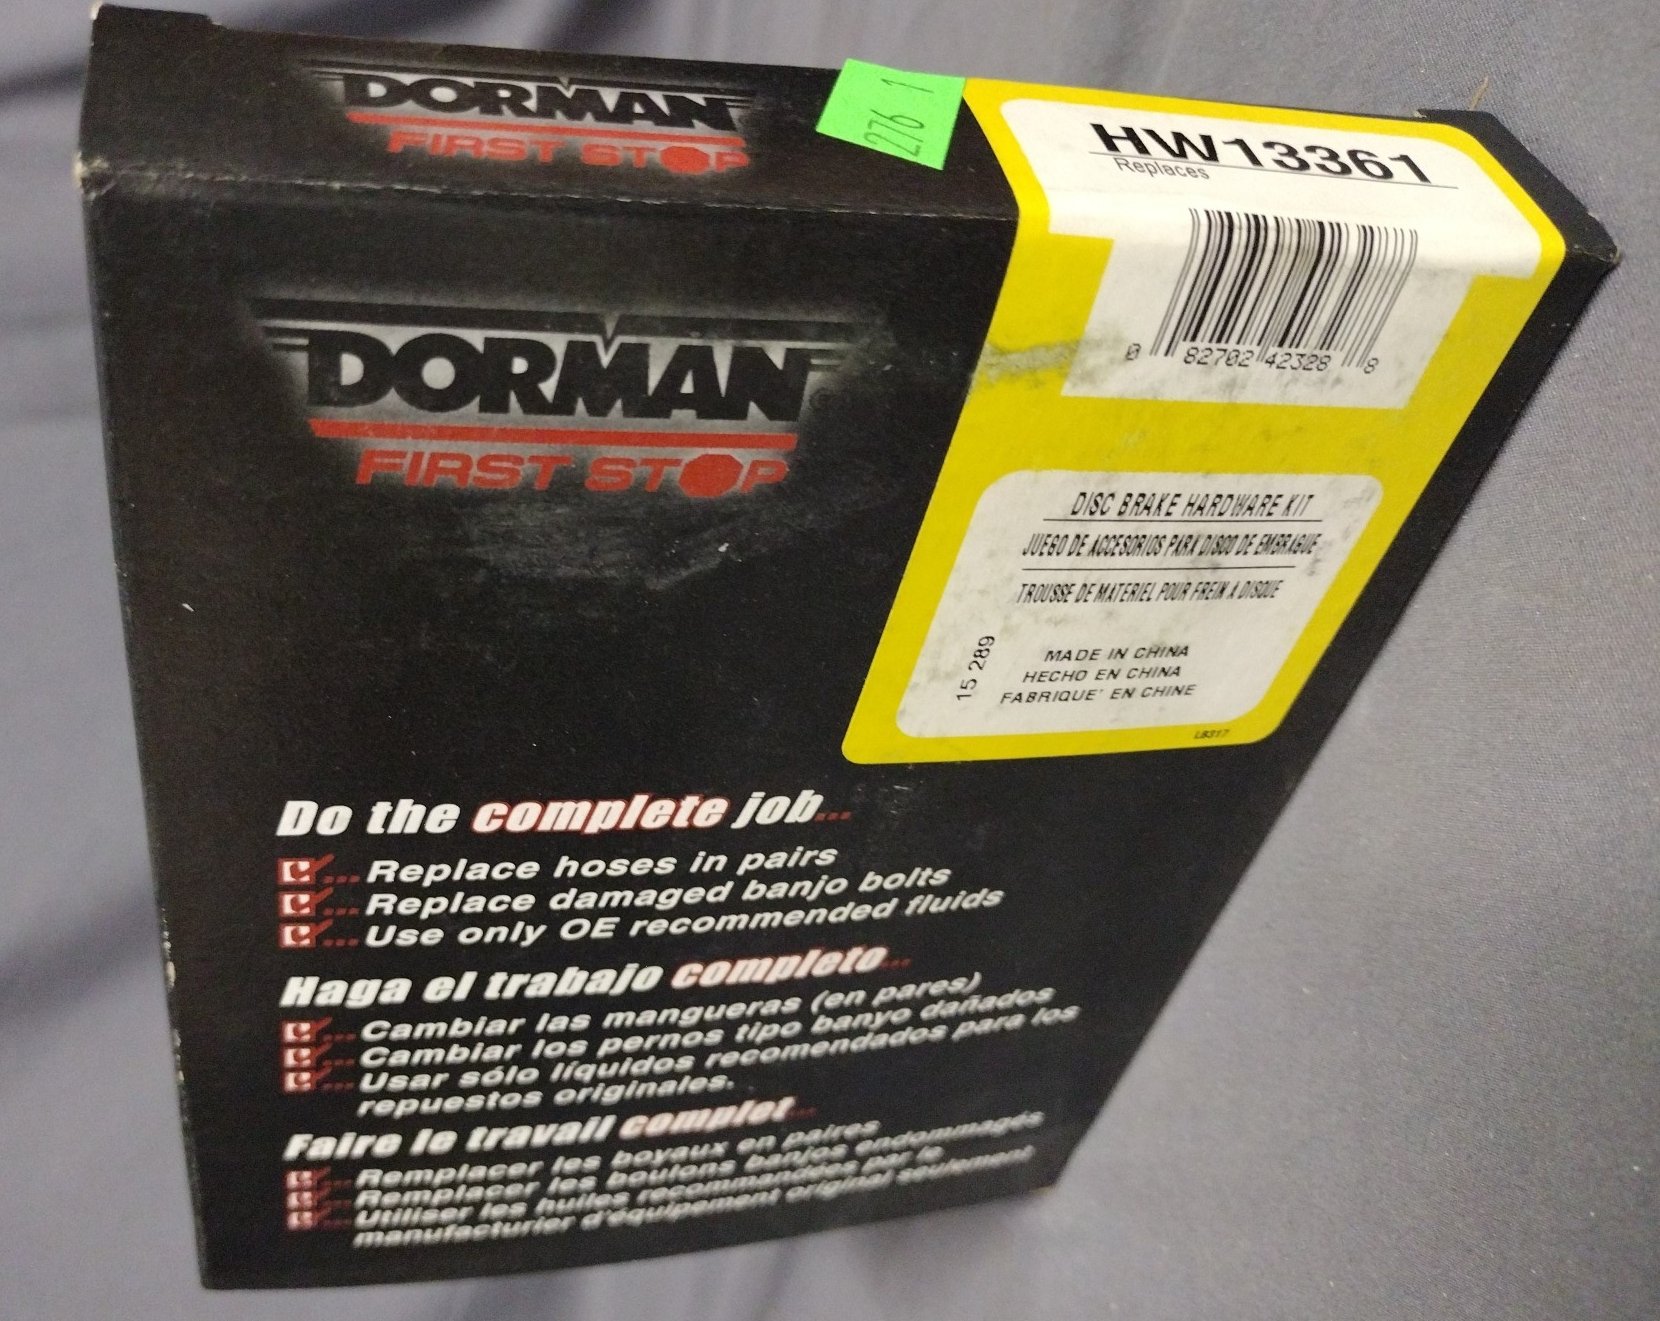 DORMAN
FIRST STOP
276 1
HW13361
Replaces
0 82702 42328 8
DORMAN
FIRST STOP
DISC BRAKE HARDWARE KIT
JUEGO DE ACCESORIOS PARA DISCO DE EMBRAGUE
TROUSSE DE MATERIEL POUR FREIN A DISQUE
15 289
MADE IN CHINA
HECHO EN CHINA
FABRIQUE' EN CHINE
L8317
Do the complete job...
...Replace hoses in pairs
...Replace damaged banjo bolts
...Use only OE recommended fluids
Haga el trabajo completo...
...Cambiar las mangueras (en pares)
...Cambiar los pernos tipo banyo dañados
...Usar sólo líquidos recomendados para los
repuestos originales.
Faire le travail complet...
...Remplacer les boyaux en paires
...Remplacer les boulons banjos endommagés
...Utiliser les huiles recommandées par le
manufacturier d'équipement original seulement